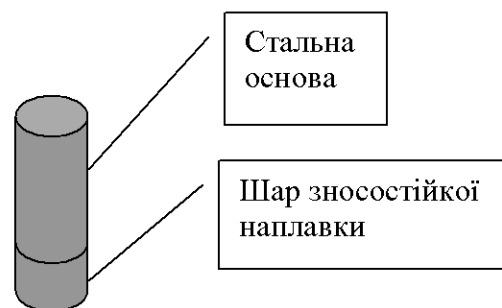 Стальна
основа
Шар зносостійкої
наплавки